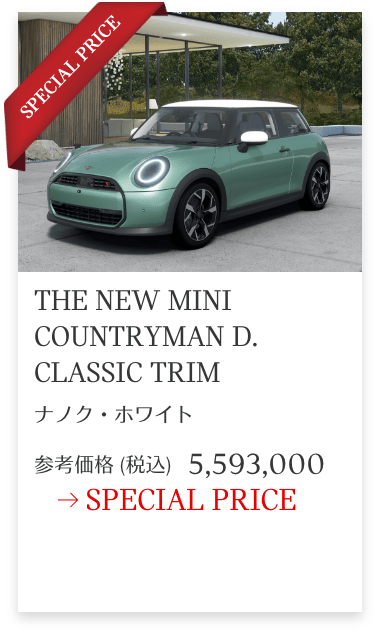 SPECIAL PRICE
THE NEW MINI
COUNTRYMAN D.
CLASSIC TRIM
ナノク・ホワイト
参考価格 (税込) 5,593,000
→ SPECIAL PRICE